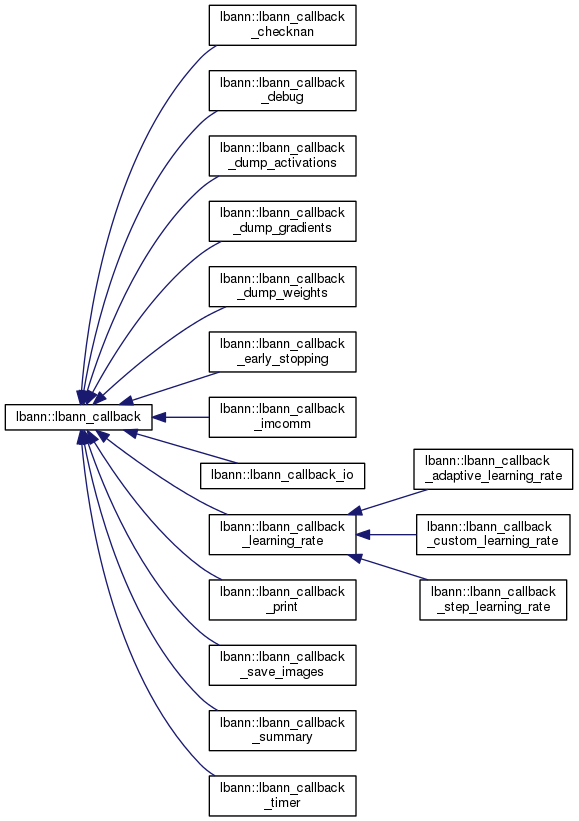 lbann::lbann_callback
_checknan
lbann::lbann_callback
_debug
lbann::lbann_callback
_dump_activations
lbann::lbann_callback
_dump_gradients
lbann::lbann_callback
_dump_weights
lbann::lbann_callback
_early_stopping
lbann::lbann_callback
lbann::lbann_callback
_imcomm
lbann::lbann_callback_io
lbann::lbann_callback
_adaptive_learning_rate
lbann::lbann_callback
_learning_rate
lbann::lbann_callback
_custom_learning_rate
lbann::lbann_callback
_print
lbann::lbann_callback
_step_learning_rate
lbann::lbann_callback
_save_images
lbann::lbann_callback
_summary
lbann::lbann_callback
_timer